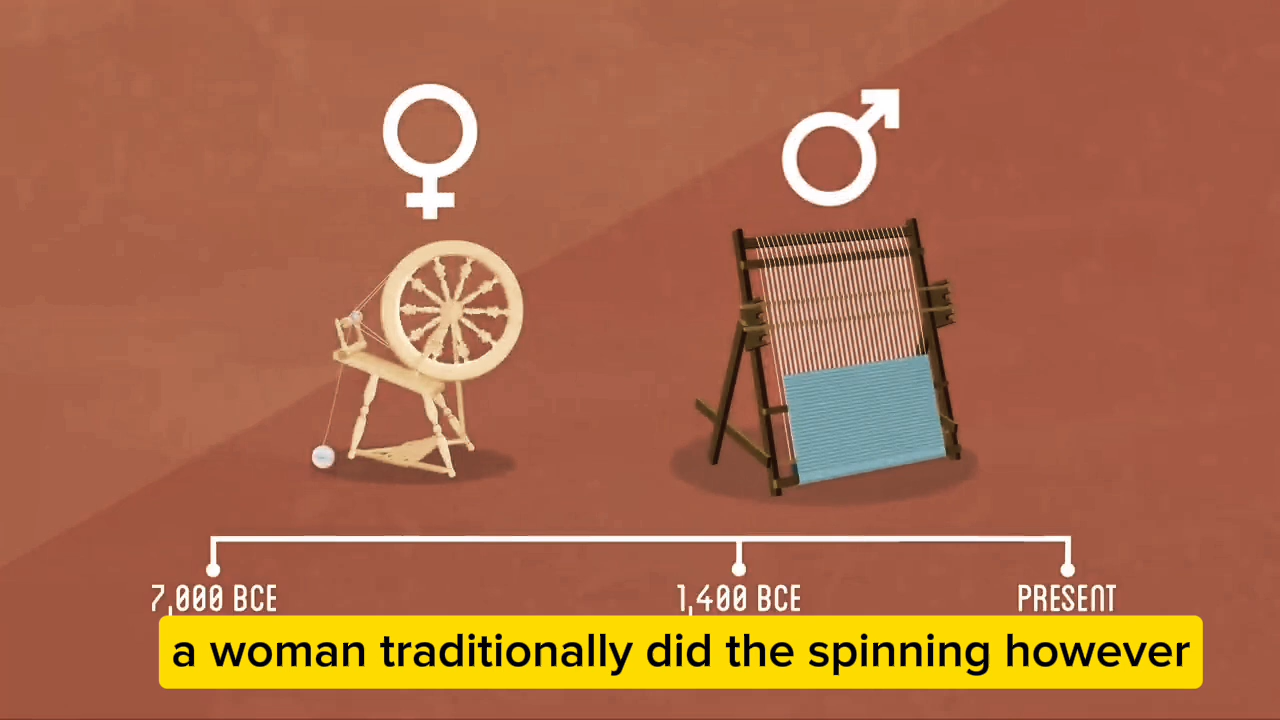 7,000 BCE
1,400 BCE
PRESENT
a woman traditionally did the spinning however